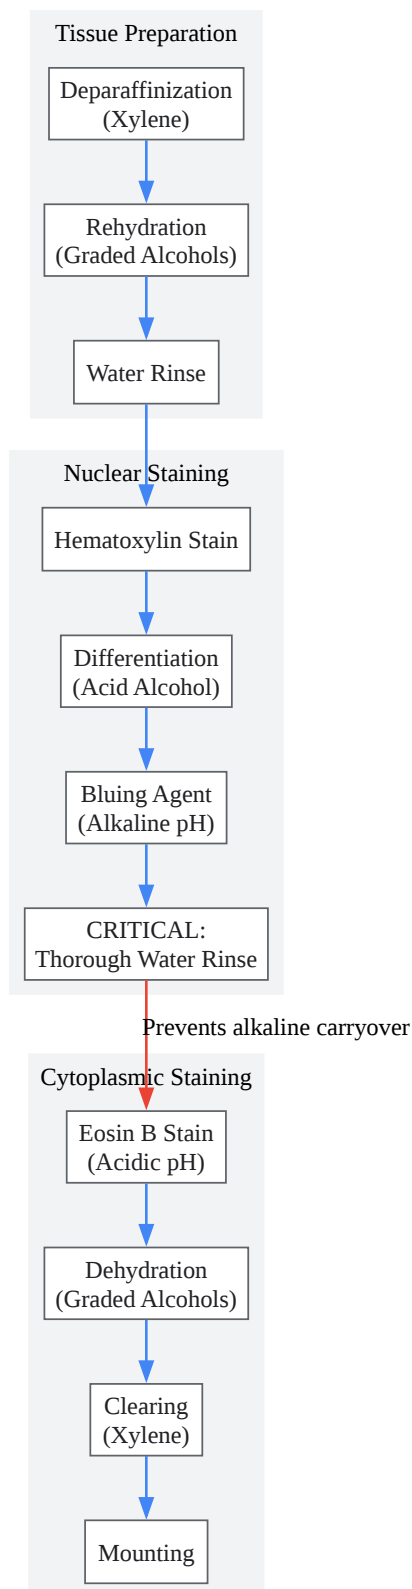 Tissue Preparation
Deparaffinization
(Xylene)
Rehydration
(Graded Alcohols)
Water Rinse
Nuclear Staining
Hematoxylin Stain
Differentiation
(Acid Alcohol)
Bluing Agent
(Alkaline pH)
CRITICAL:
Thorough Water Rinse
Prevents alkaline carryover
Cytoplasmic Staining
Eosin B Stain
(Acidic pH)
Dehydration
(Graded Alcohols)
Clearing
(Xylene)
Mounting